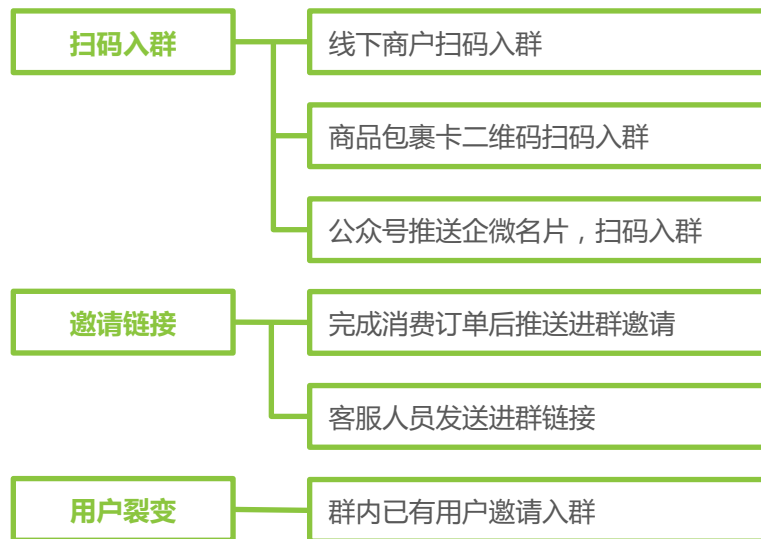 扫码入群
线下商户扫码入群
商品包裹卡二维码扫码入群
公众号推送企微名片，扫码入群
邀请链接
完成消费订单后推送进群邀请
客服人员发送进群链接
用户裂变
群内已有用户邀请入群